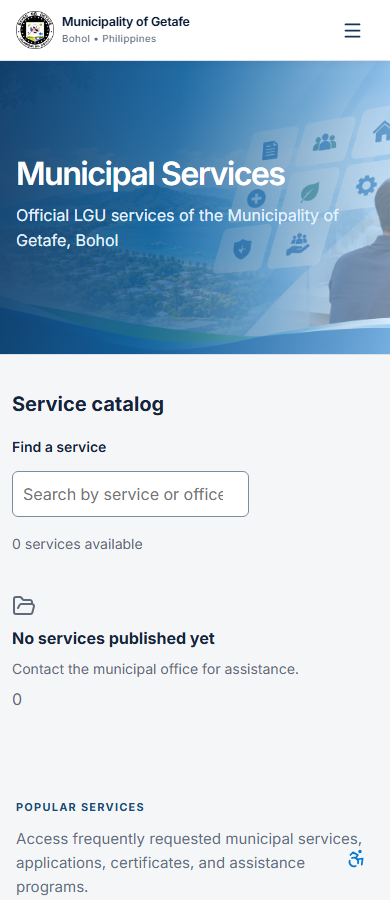 Municipality of Getafe
Bohol • Philippines
Municipal Services
Official LGU services of the Municipality of
Getafe, Bohol
Service catalog
Find a service
Search by service or office
0 services available
No services published yet
Contact the municipal office for assistance.
0
POPULAR SERVICES
Access frequently requested municipal services,
applications, certificates, and assistance
programs.